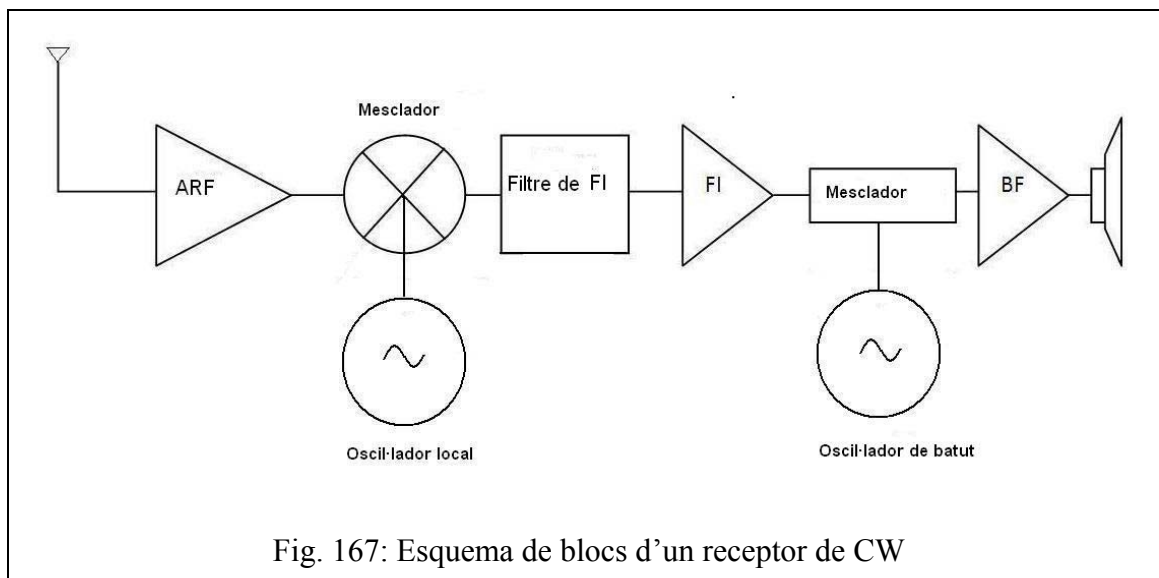 Mesclador
ARF
Filtre de FI
FI
Mesclador
BF
Oscil·lador local
Oscil·lador de batut
Fig. 167: Esquema de blocs d’un receptor de CW